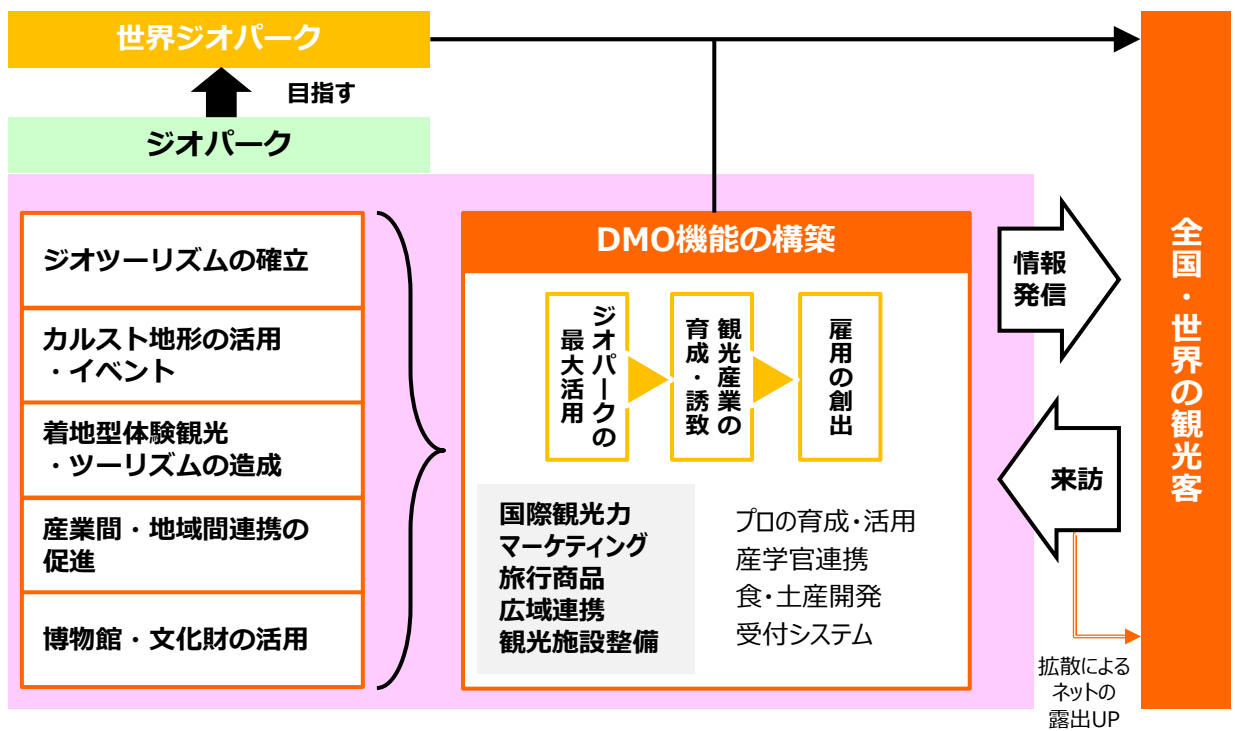 世界ジオパーク
目指す
ジオパーク
ジオツーリズムの確立
カルスト地形の活用
・イベント
着地型体験観光
・ツーリズムの造成
産業間・地域間連携の
促進
博物館・文化財の活用
DMO機能の構築
ジオパークの
最大活用
観光産業の
育成・誘致
雇用の創出
国際観光力
マーケティング
旅行商品
広域連携
観光施設整備
プロの育成・活用
産学官連携
食・土産開発
受付システム
情報
発信
来訪
拡散による
ネットの
露出UP
全国・世界の観光客